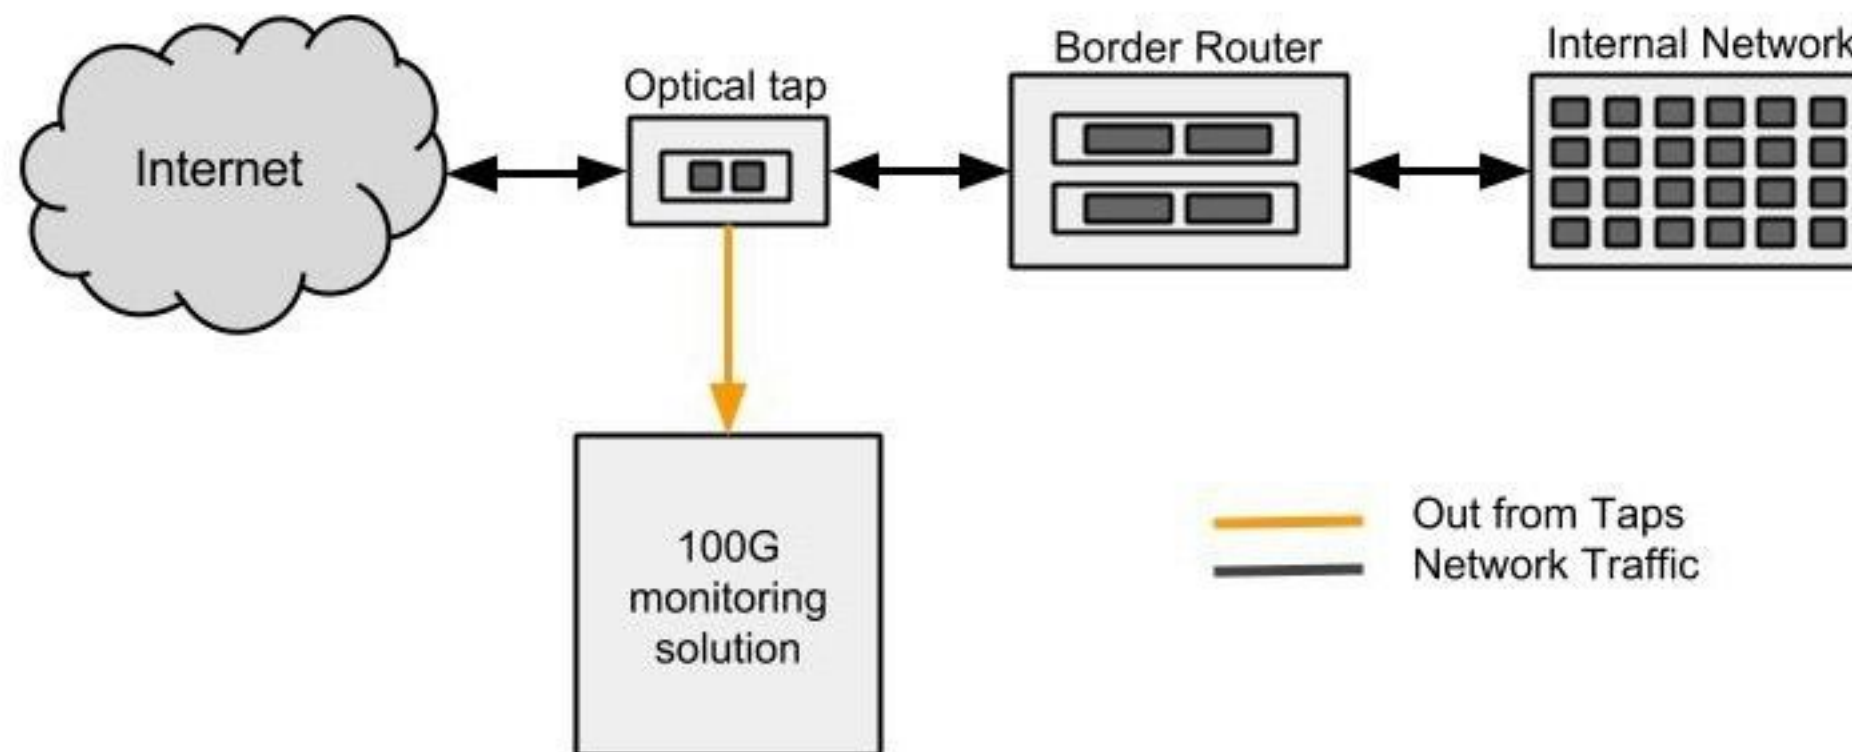 Border Router
Internal Network
Optical tap
Internet
100G
monitoring
solution
Out from Taps
Network Traffic